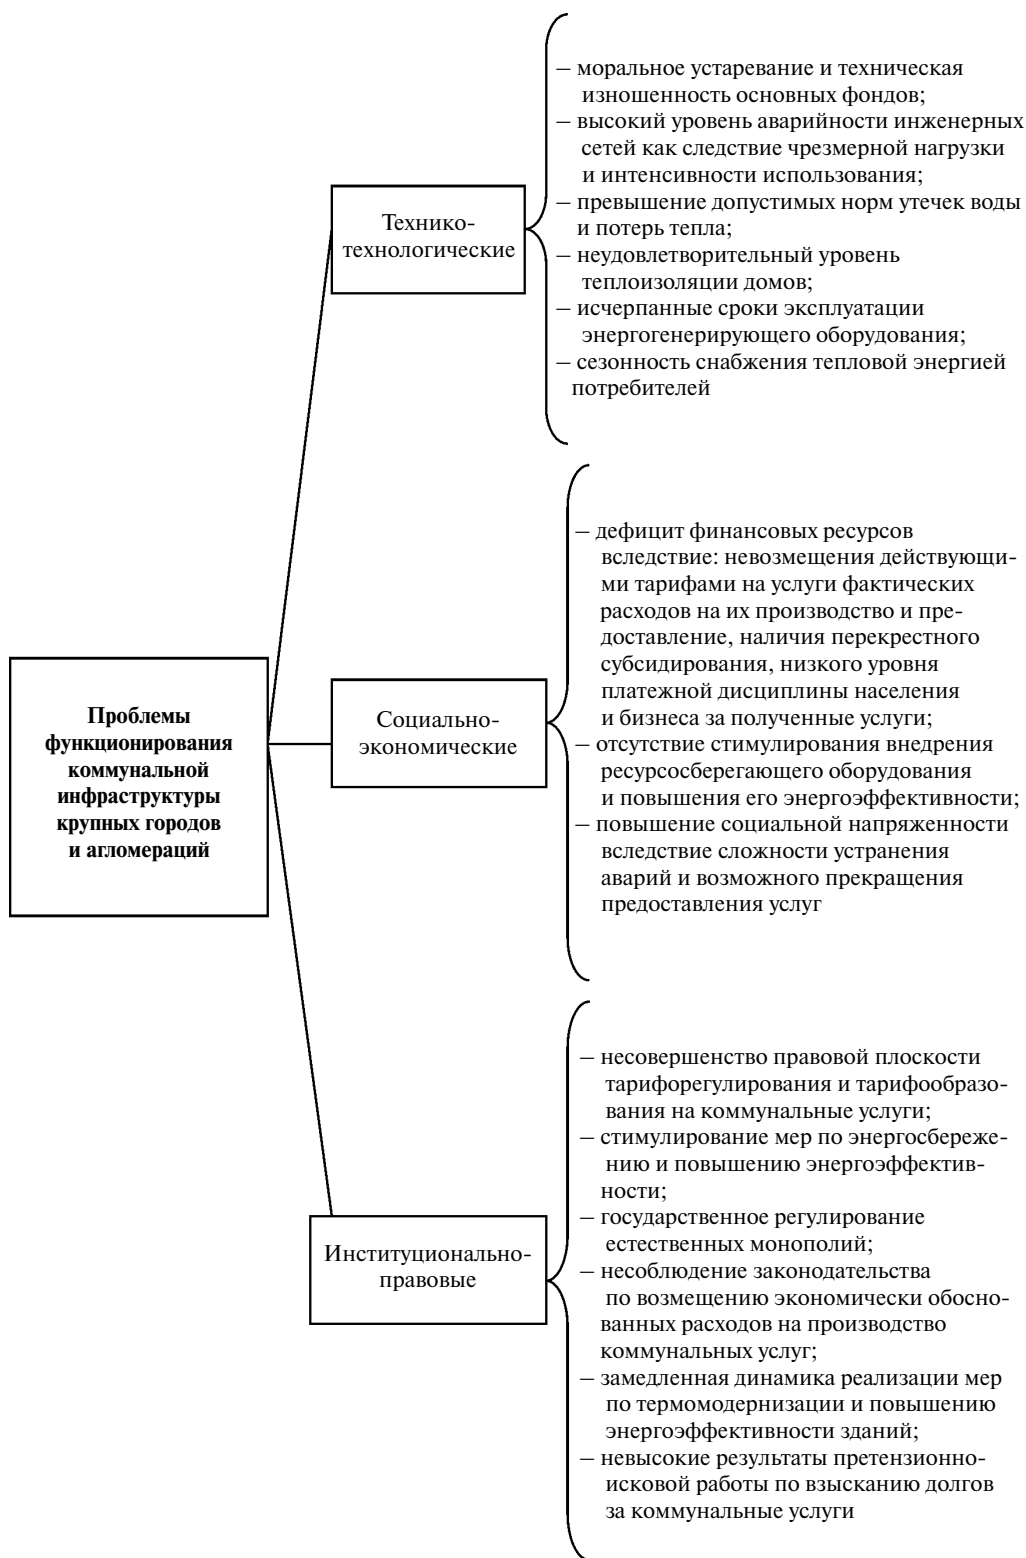 Проблемы
функционирования
коммунальной
инфраструктуры
крупных городов
и агломераций
Технико-
технологические
– моральное устаревание и техническая
изношенность основных фондов;
– высокий уровень аварийности инженерных
сетей как следствие чрезмерной нагрузки
и интенсивности использования;
– превышение допустимых норм утечек воды
и потерь тепла;
– неудовлетворительный уровень
теплоизоляции домов;
– исчерпанные сроки эксплуатации
энергогенерирующего оборудования;
– сезонность снабжения тепловой энергией
потребителей
Социально-
экономические
– дефицит финансовых ресурсов
вследствие: невозмещения действующи-
ми тарифами на услуги фактических
расходов на их производство и пре-
доставление, наличия перекрестного
субсидирования, низкого уровня
платежной дисциплины населения
и бизнеса за полученные услуги;
– отсутствие стимулирования внедрения
ресурсосберегающего оборудования
и повышения его энергоэффективности;
– повышение социальной напряженности
вследствие сложности устранения
аварий и возможного прекращения
предоставления услуг
Институционально-
правовые
– несовершенство правовой плоскости
тарифорегулирования и тарифообразо-
вания на коммунальные услуги;
– стимулирование мер по энергосбереже-
нию и повышению энергоэффектив-
ности;
– государственное регулирование
естественных монополий;
– несоблюдение законодательства
по возмещению экономически обосно-
ванных расходов на производство
коммунальных услуг;
– замедленная динамика реализации мер
по термомодернизации и повышению
энергоэффективности зданий;
– невысокие результаты претензионно-
исковой работы по взысканию долгов
за коммунальные услуги